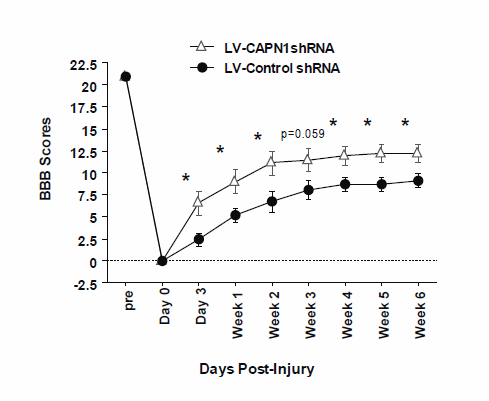 LV-CAPN1shRNA
LV-Control shRNA
22.5
20
17.5
15
12.5
10
7.5
5
2.5
0
-2.5
BBB Scores
* * * p=0.059 * * *
pre
Day 0
Day 3
Week 1
Week 2
Week 3
Week 4
Week 5
Week 6
Days Post-Injury